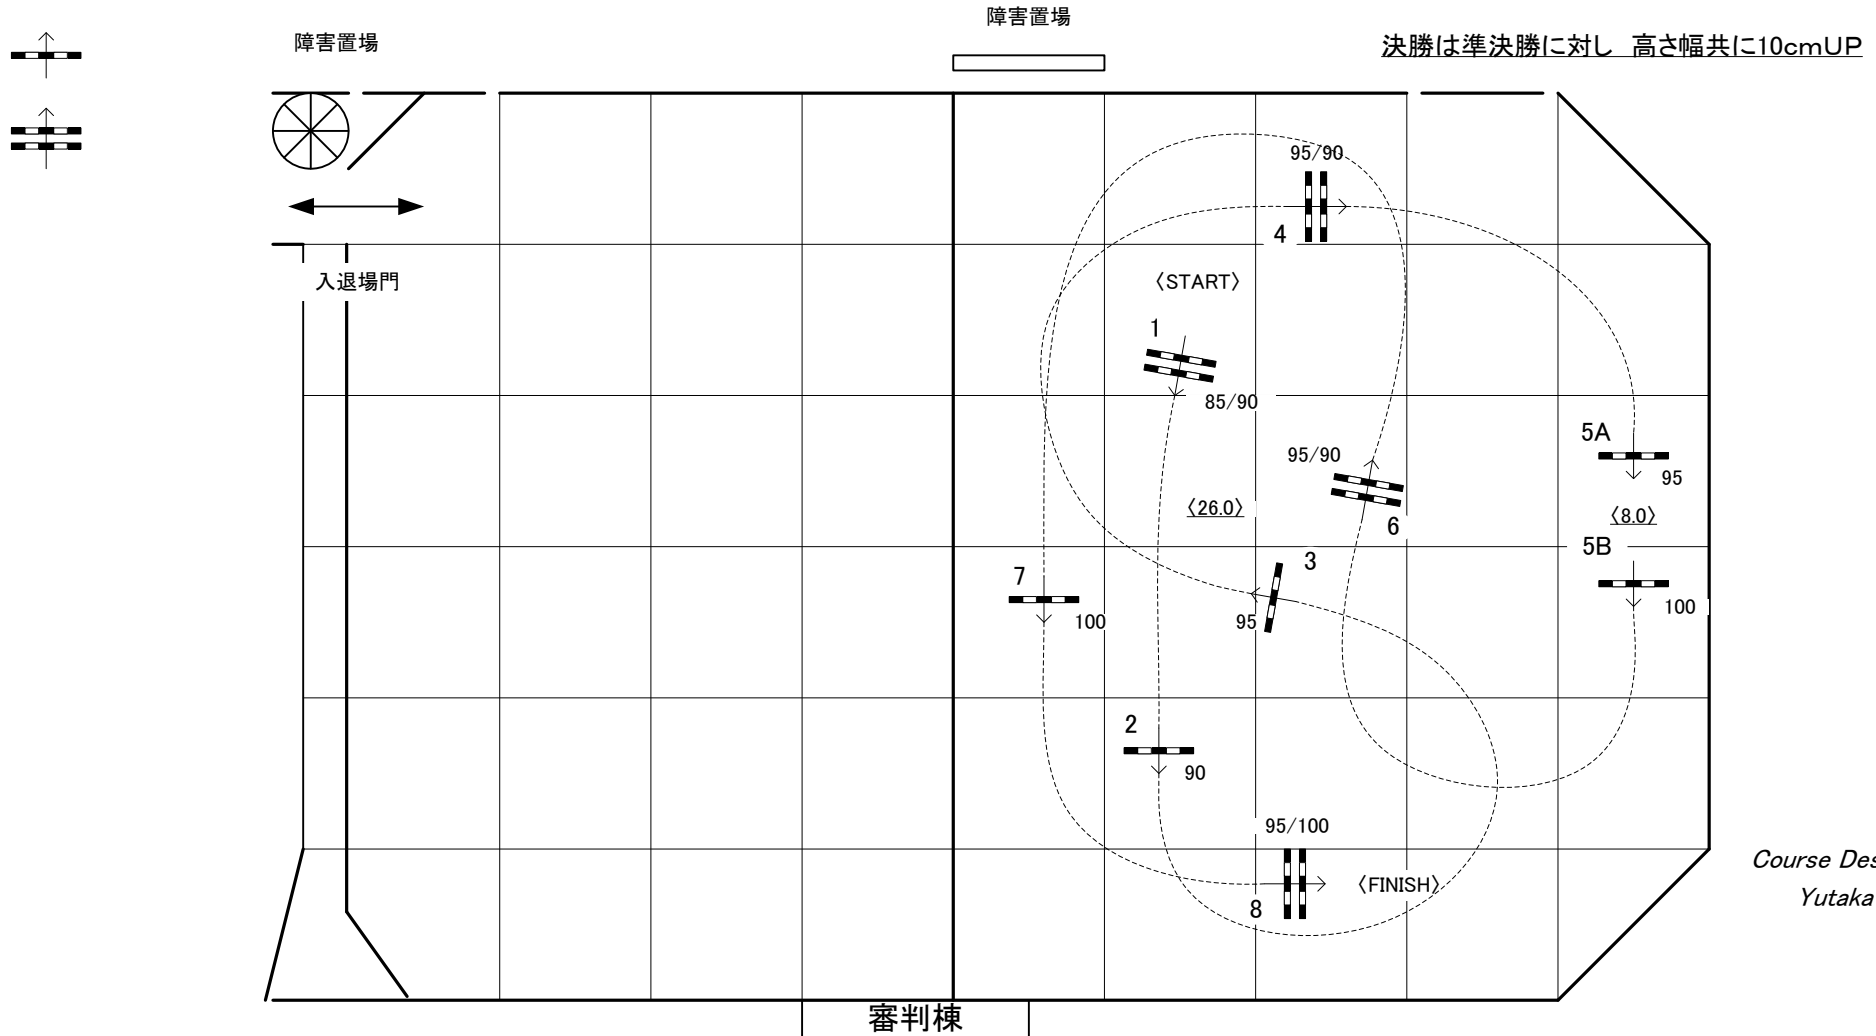 障害置場
障害置場
決勝は準決勝に対し 高さ幅共に10cmUP
95/90
4
入退場門
〈START〉
1
85/90
5A
95
95/90
〈26.0〉
6
〈8.0〉
5B
3
7
100
95
100
2
90
95/100
8
〈FINISH〉
Course Des
Yutaka
審判棟